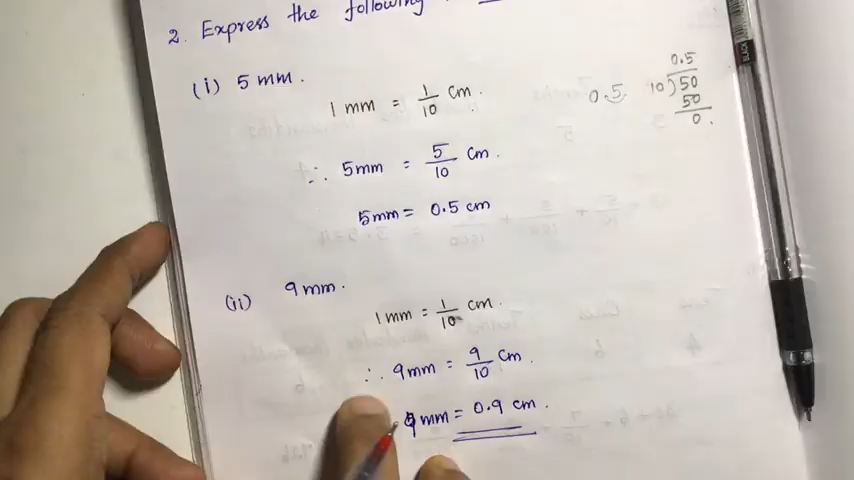 2. Express the following
(i) 5 mm.
1 mm = 1/10 cm.
∴ 5mm = 5/10 cm.
5mm = 0.5 cm
0.5
0.5
10)50
50
0.
(ii) 9mm.
1mm = 1/10 cm.
∴ 9mm = 9/10 cm.
9mm = 0.9 cm.
BLACK